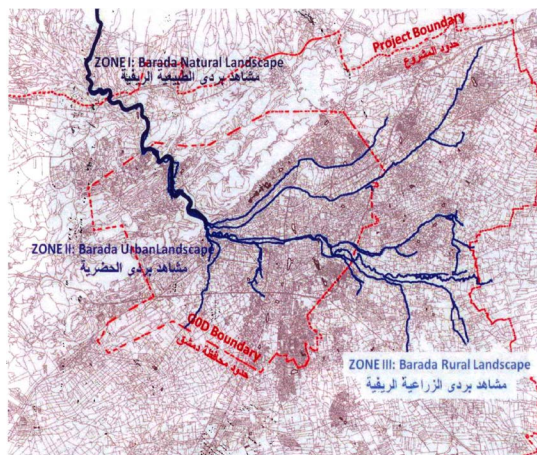 Project Boundary
حدود المشروع
ZONE I: Barada Natural Landscape
مشاهد بردى الطبيعية الريفية
ZONE II: Barada UrbanLandscape
مشاهد بردى الحضرية
GOD Boundary
حدود محافظة دمشق
ZONE III: Barada Rural Landscape
مشاهد بردى الزراعية الريفية